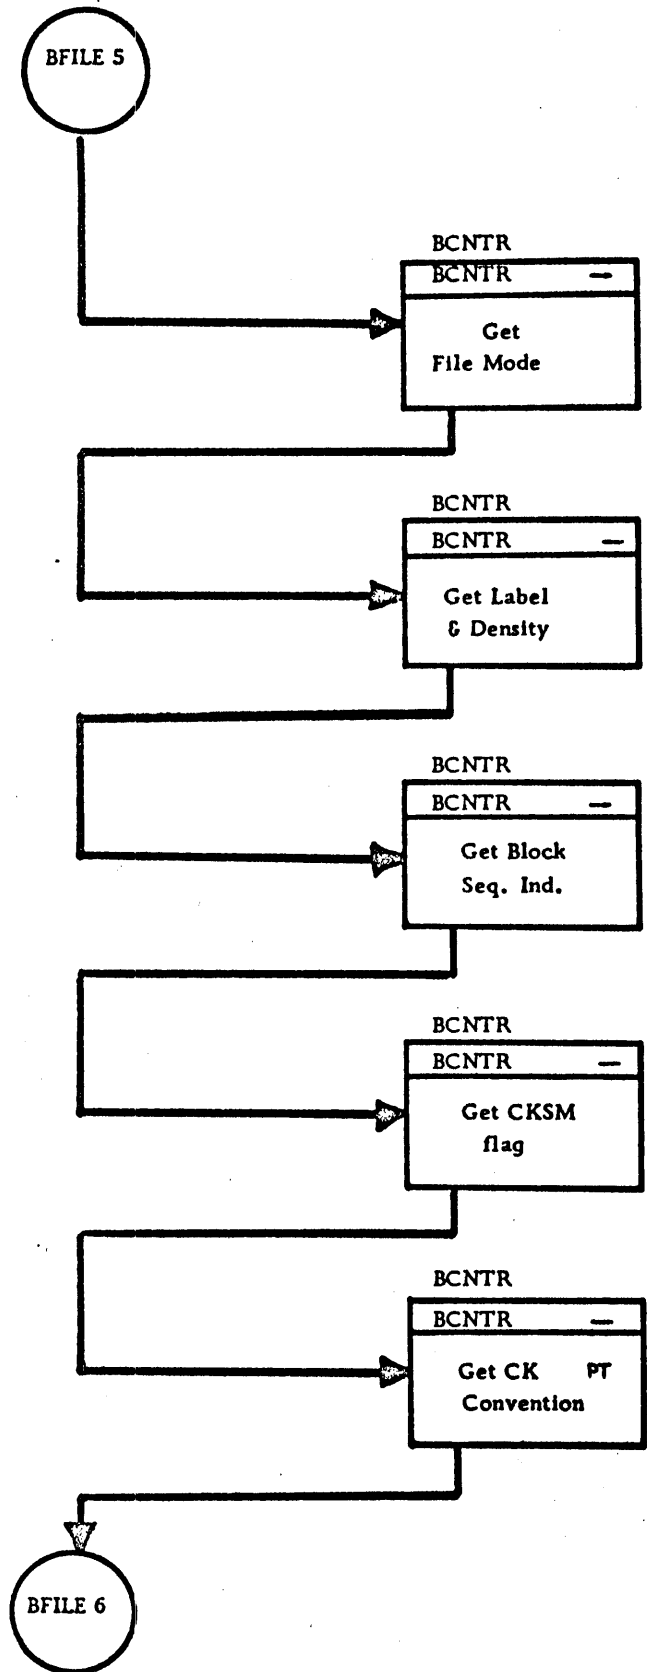 BFILE 5
BCNTR
BCNTR —
Get
File Mode
BCNTR
BCNTR —
Get Label
& Density
BCNTR
BCNTR —
Get Block
Seq. Ind.
BCNTR
BCNTR —
Get CKSM
flag
BCNTR
BCNTR —
Get CK PT
Convention
BFILE 6